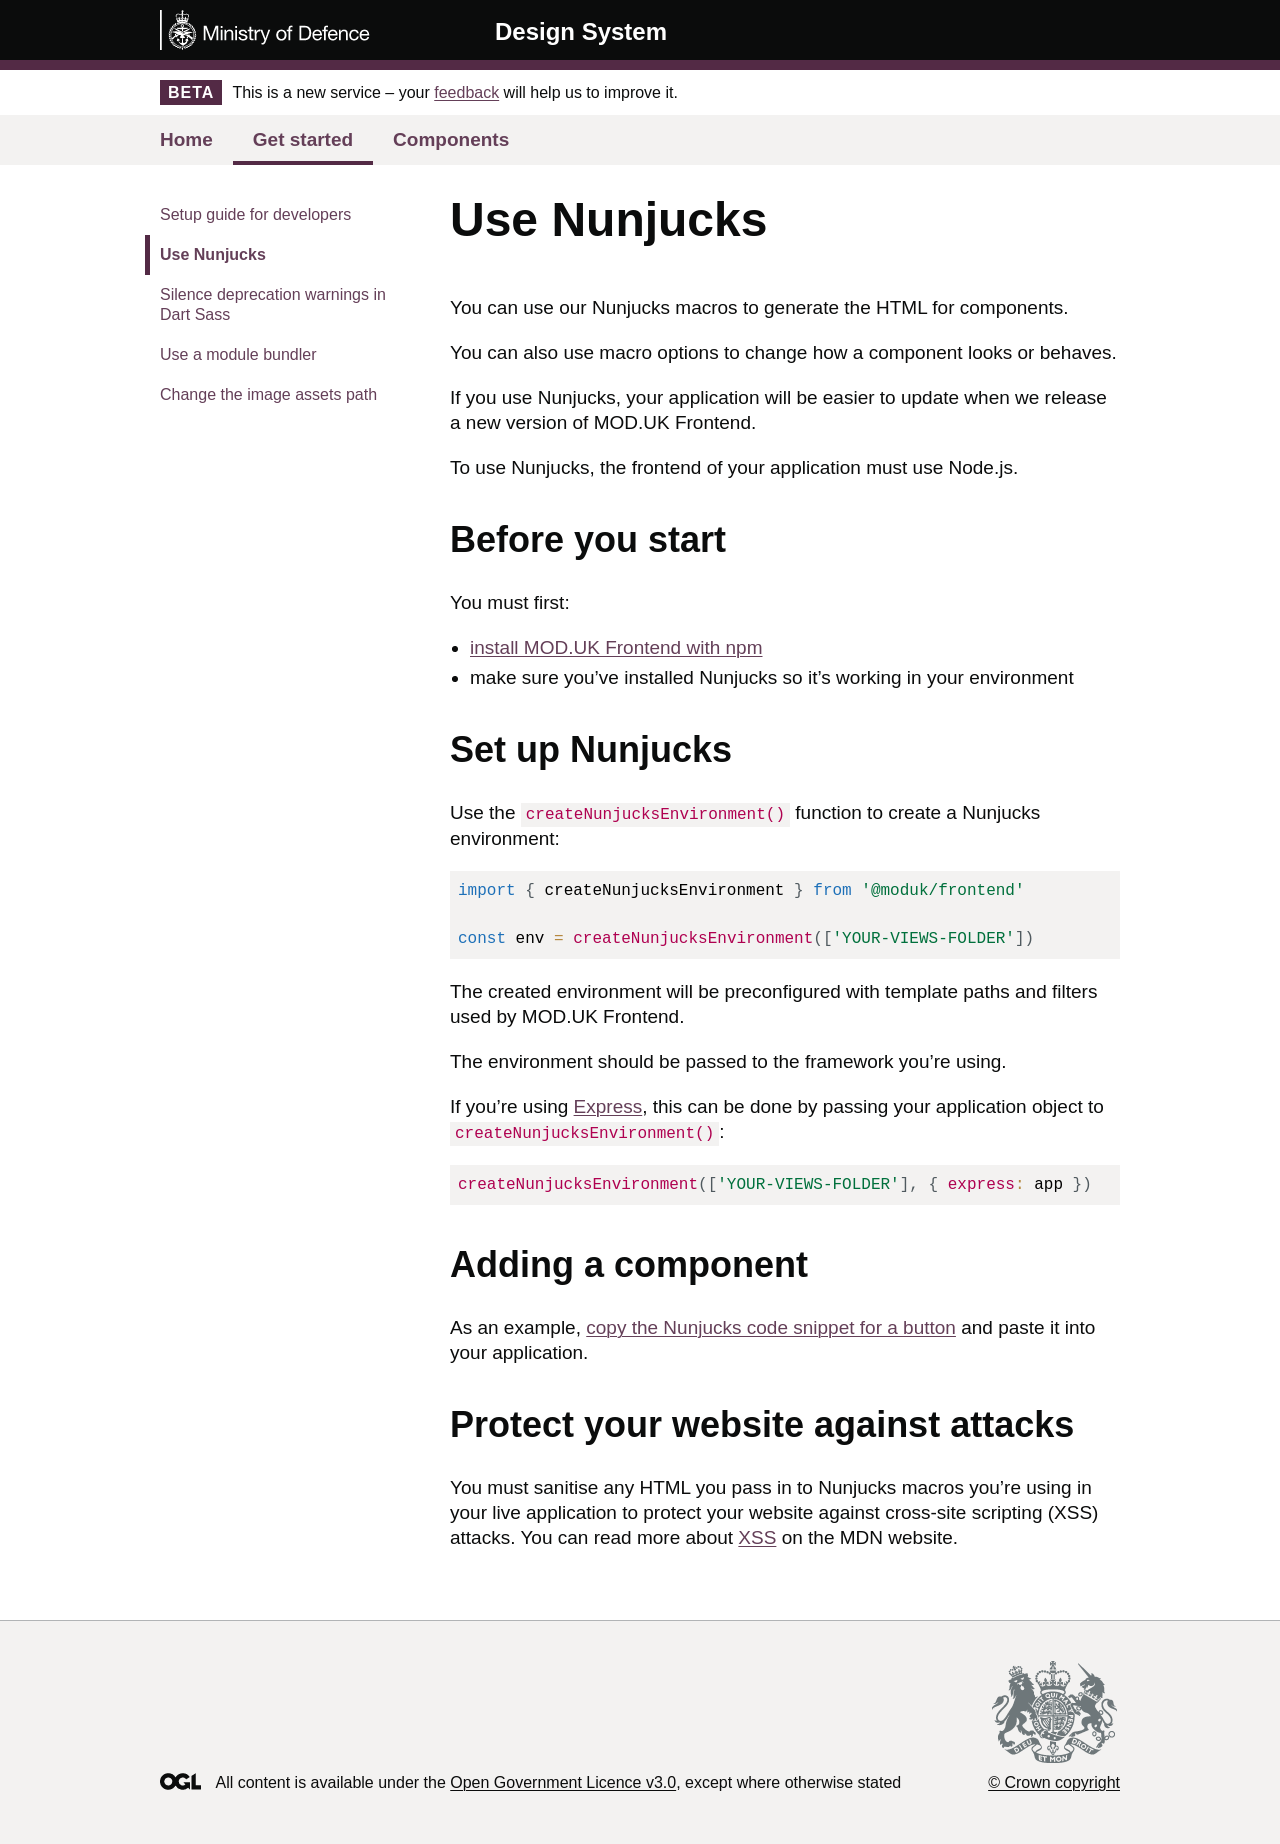 Ministry of Defence
Design System
BETA This is a new service – your feedback will help us to improve it.
Home Get started Components
Setup guide for developers
Use Nunjucks
Silence deprecation warnings in
Dart Sass
Use a module bundler
Change the image assets path
Use Nunjucks
You can use our Nunjucks macros to generate the HTML for components.
You can also use macro options to change how a component looks or behaves.
If you use Nunjucks, your application will be easier to update when we release
a new version of MOD.UK Frontend.
To use Nunjucks, the frontend of your application must use Node.js.
Before you start
You must first:
• install MOD.UK Frontend with npm
• make sure you’ve installed Nunjucks so it’s working in your environment
Set up Nunjucks
Use the createNunjucksEnvironment() function to create a Nunjucks
environment:
import { createNunjucksEnvironment } from '@moduk/frontend'
const env = createNunjucksEnvironment(['YOUR-VIEWS-FOLDER'])
The created environment will be preconfigured with template paths and filters
used by MOD.UK Frontend.
The environment should be passed to the framework you’re using.
If you’re using Express, this can be done by passing your application object to
createNunjucksEnvironment():
createNunjucksEnvironment(['YOUR-VIEWS-FOLDER'], { express: app })
Adding a component
As an example, copy the Nunjucks code snippet for a button and paste it into
your application.
Protect your website against attacks
You must sanitise any HTML you pass in to Nunjucks macros you’re using in
your live application to protect your website against cross-site scripting (XSS)
attacks. You can read more about XSS on the MDN website.
OGL All content is available under the Open Government Licence v3.0, except where otherwise stated
DIEU ET MON DROIT
© Crown copyright